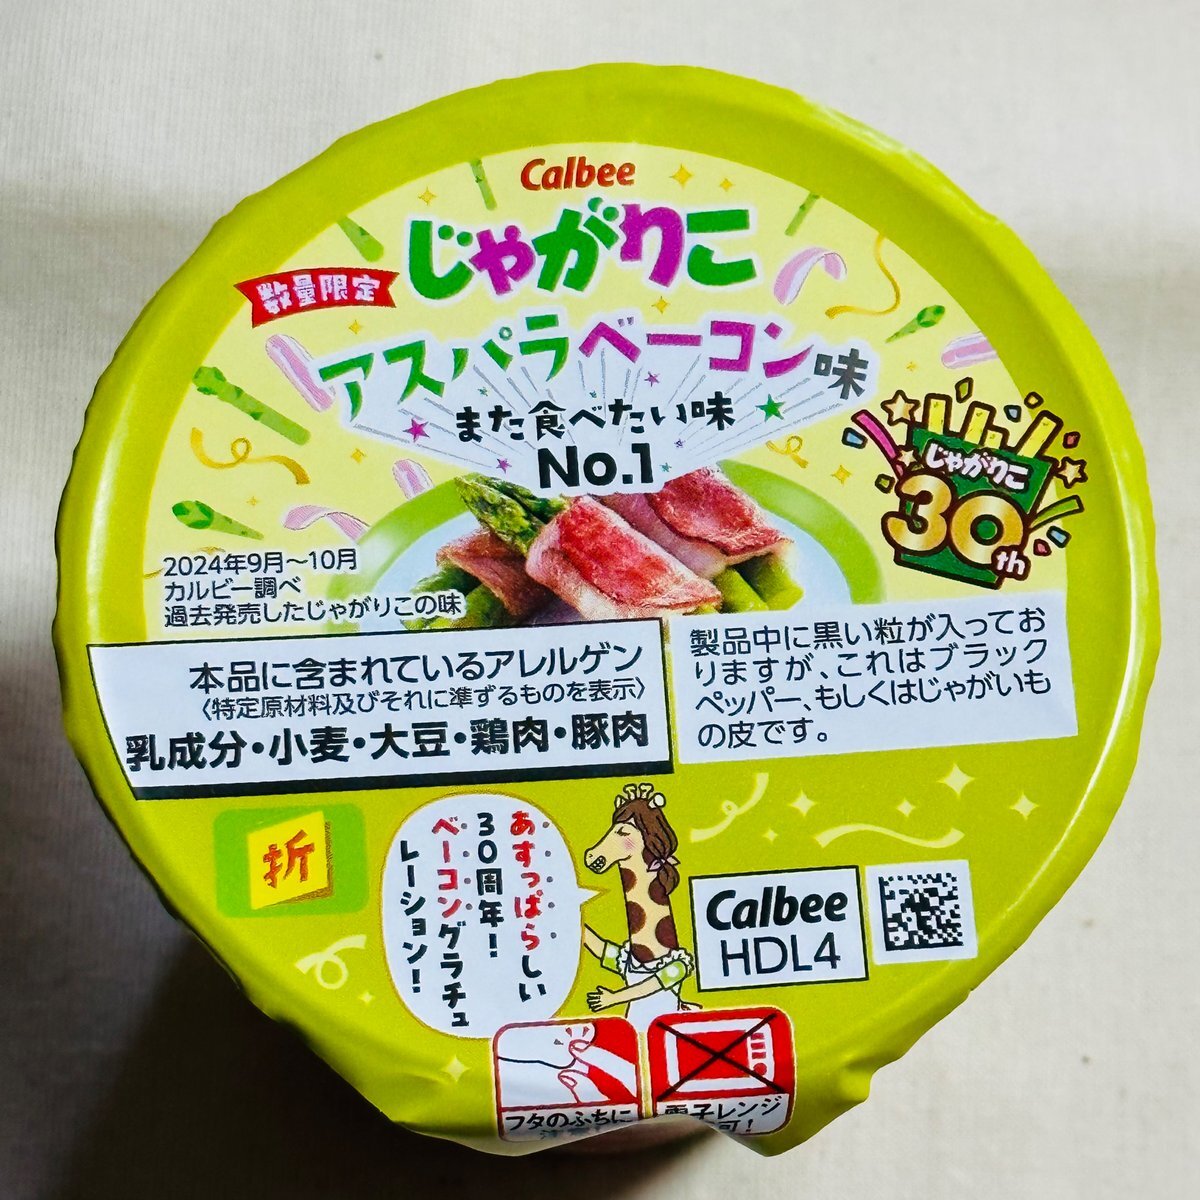 Calbee
じゃがりこ
数量限定
アスパラベーコン味
また食べたい味
No.1
じゃがりこ
30th
2024年9月〜10月
カルビー調べ
過去発売したじゃがりこの味
本品に含まれているアレルゲン
〈特定原材料及びそれに準ずるものを表示〉
乳成分・小麦・大豆・鶏肉・豚肉
製品中に黒い粒が入ってお
りますが、これはブラック
ペッパー、もしくはじゃがいも
の皮です。
折
あすっぱらしい
30周年!
ベーコングラチュ
レーション!
Calbee
HDL4
フタのふちに
電子レンジ
可!